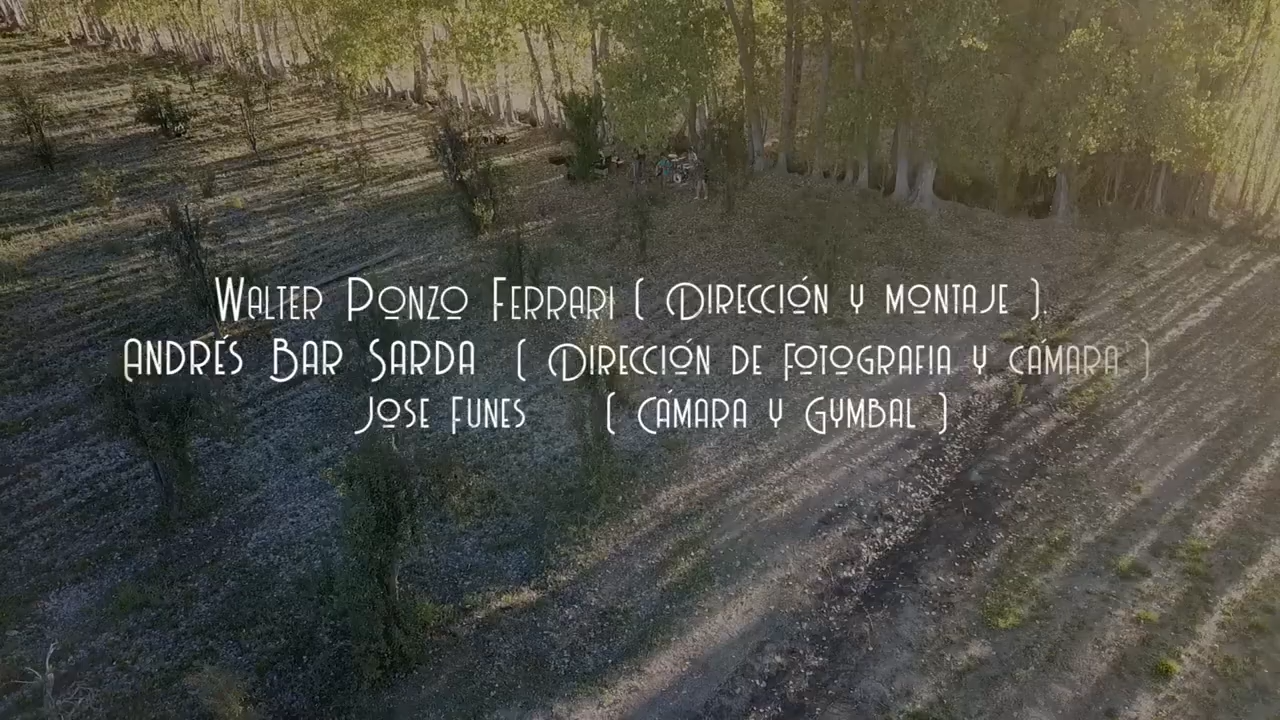 Walter Ponzo Ferrari ( Dirección y montaje ).
Andrés Bar Sarda ( Dirección de fotografia y cámara )
Jose Funes ( Cámara y Gymbal )